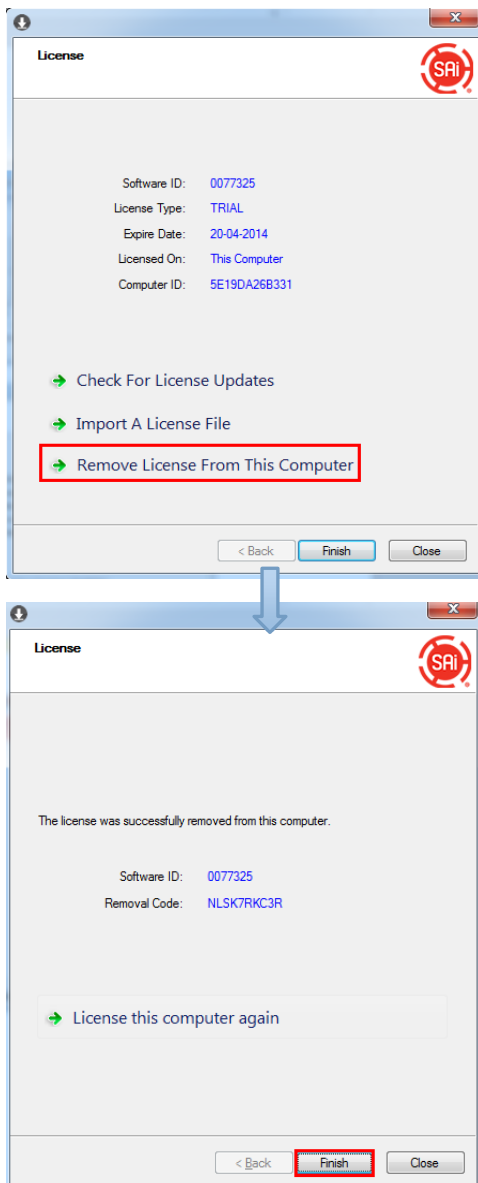 x
License
SAi
Software ID: 0077325
License Type: TRIAL
Expire Date: 20-04-2014
Licensed On: This Computer
Computer ID: 5E19DA26B331
Check For License Updates
Import A License File
Remove License From This Computer
< Back Finish Close
x
License
SAi
The license was successfully removed from this computer.
Software ID: 0077325
Removal Code: NLSK7RKC3R
License this computer again
< Back Finish Close